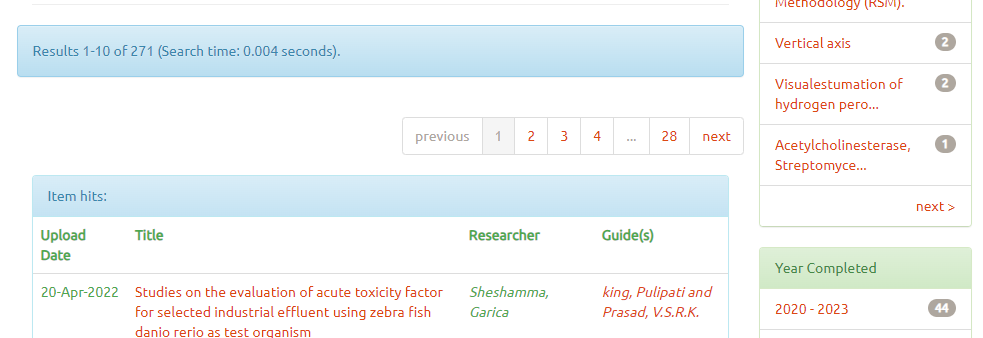 Results 1-10 of 271 (Search time: 0.004 seconds).
previous 1 2 3 4 ... 28 next
Item hits:
Upload Date Title Researcher Guide(s)
20-Apr-2022 Studies on the evaluation of acute toxicity factor Sheshamma, king, Pulipati and
for selected industrial effluent using zebra fish Garica Prasad, V.S.R.K.
danio rerio as test organism
Methodology (RSM).
Vertical axis 2
Visualestumation of 2
hydrogen pero...
Acetylcholinesterase, 1
Streptomyce...
next >
Year Completed
2020 - 2023 44